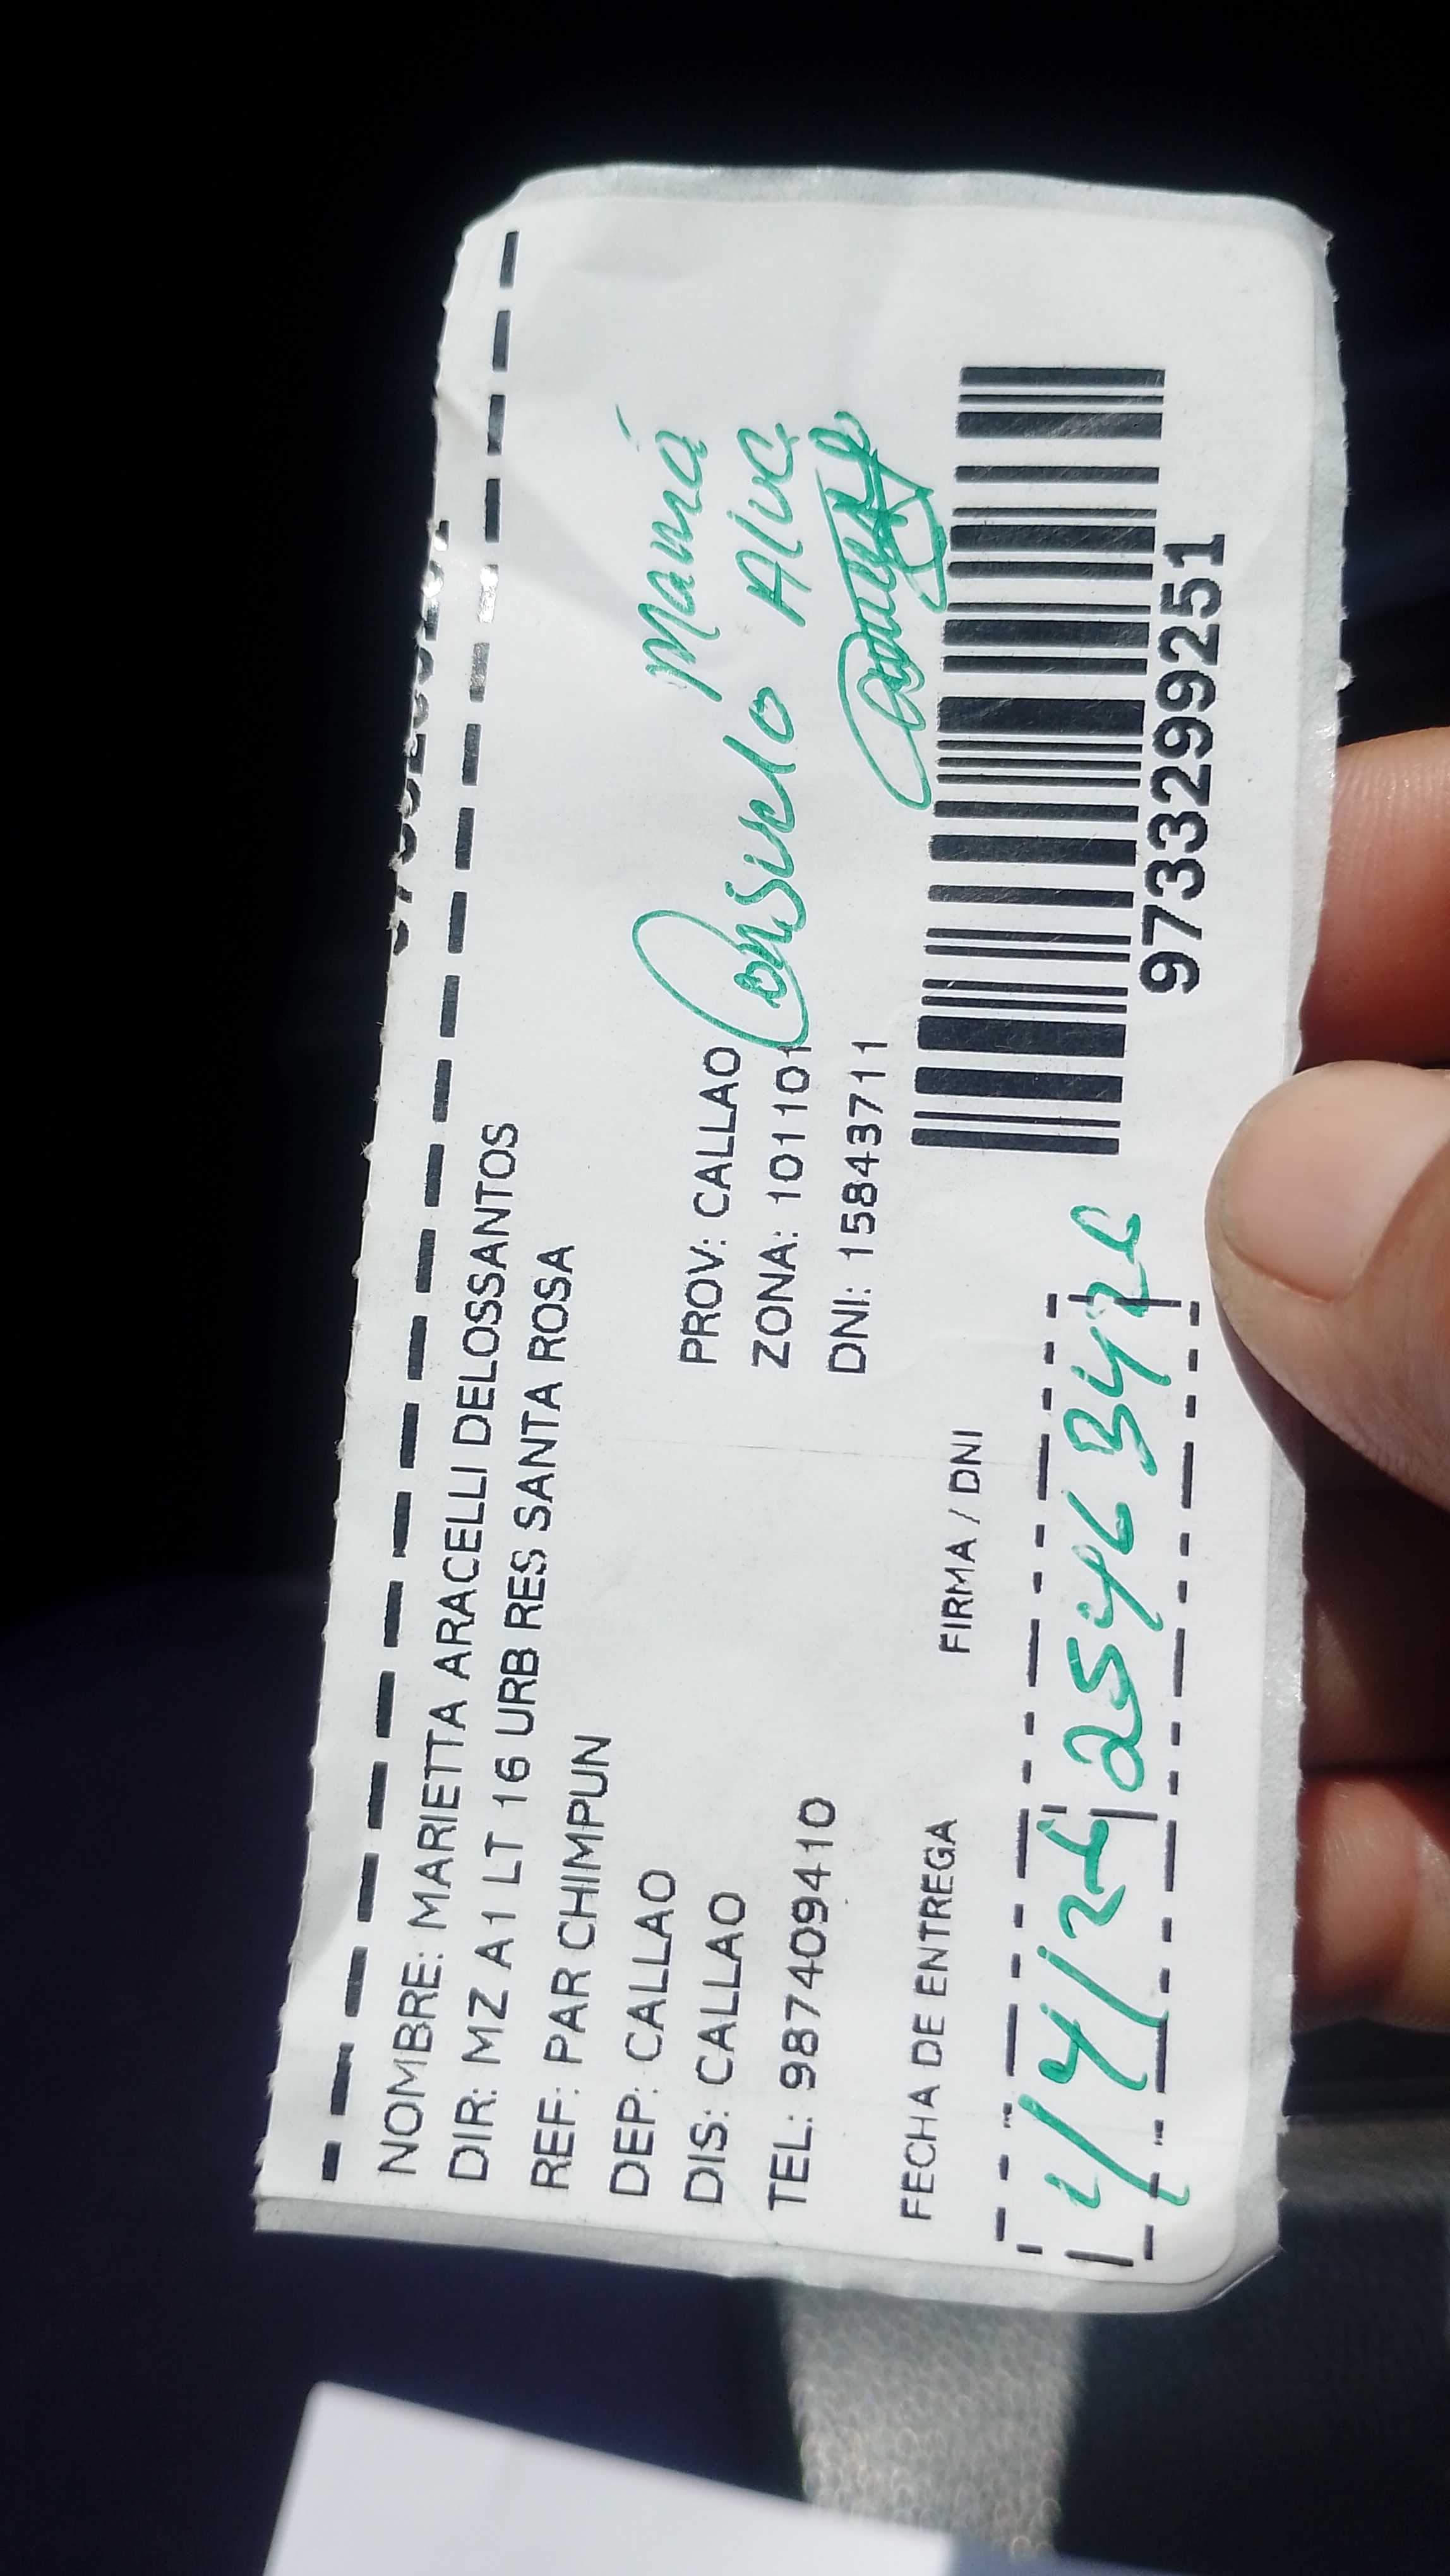 NOMBRE: MARIETTA ARACELLI DELOSSANTOS
DIR: MZ A1 LT 16 URB RES SANTA ROSA
REF: PAR CHIMPUN
DEP: CALLAO
PROV: CALLAO
DIS: CALLAO
ZONA: 101101
TEL: 987409410
DNI: 15843711
Mamá
Consuelo Alva
FECHA DE ENTREGA
FIRMA / DNI
1/4/26
25463426
9733299251